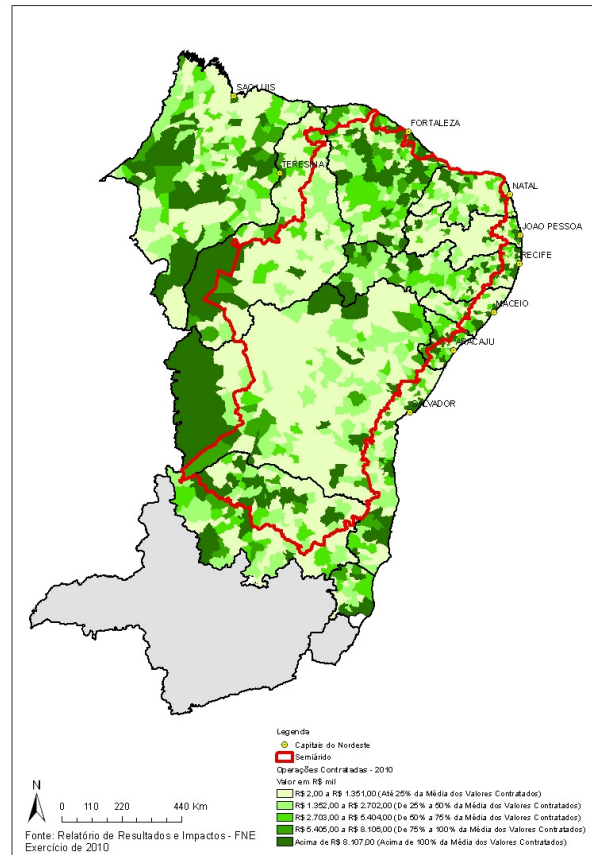 SAO LUIS
FORTALEZA
TERESINA
NATAL
JOAO PESSOA
RECIFE
MACEIO
ARACAJU
SALVADOR
Legenda
Capitais do Nordeste
Semiárido
Operações Contratadas - 2010
Valor em R$ mil
R$ 2,00 a R$ 1.351,00 (Até 25% da Média dos Valores Contratados)
R$ 1.352,00 a R$ 2.702,00 (De 25 a 50% da Média dos Valores Contratados)
R$ 2.703,00 a R$ 5.404,00 (De 50% a 75% da Média dos Valores Contratados)
R$ 5.405,00 a R$ 8.106,00 (De 75% a 100% da Média dos Valores Contratados)
Acima de R$ 8.107,00 (Acima de 100% da Média dos Valores Contratados)
N
0 110 220 440 Km
Fonte: Relatório de Resultados e Impactos - FNE
Exercício de 2010